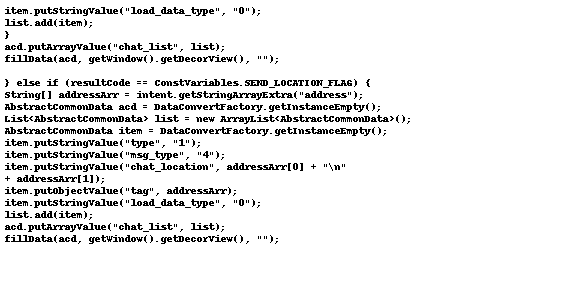 item.putStringValue("load_data_type", "0");
list.add(item);
}
acd.putArrayValue("chat_list", list);
fillData(acd, getWindow().getDecorView(), "");
} else if (resultCode == ConstVariables.SEND_LOCATION_FLAG) {
String[] addressArr = intent.getStringArrayExtra("address");
AbstractCommonData acd = DataConvertFactory.getInstanceEmpty();
List<AbstractCommonData> list = new ArrayList<AbstractCommonData>();
AbstractCommonData item = DataConvertFactory.getInstanceEmpty();
item.putStringValue("type", "1");
item.putStringValue("msg_type", "4");
item.putStringValue("chat_location", addressArr[0] + "\n"
+ addressArr[1]);
item.putObjectValue("tag", addressArr);
item.putStringValue("load_data_type", "0");
list.add(item);
acd.putArrayValue("chat_list", list);
fillData(acd, getWindow().getDecorView(), "");